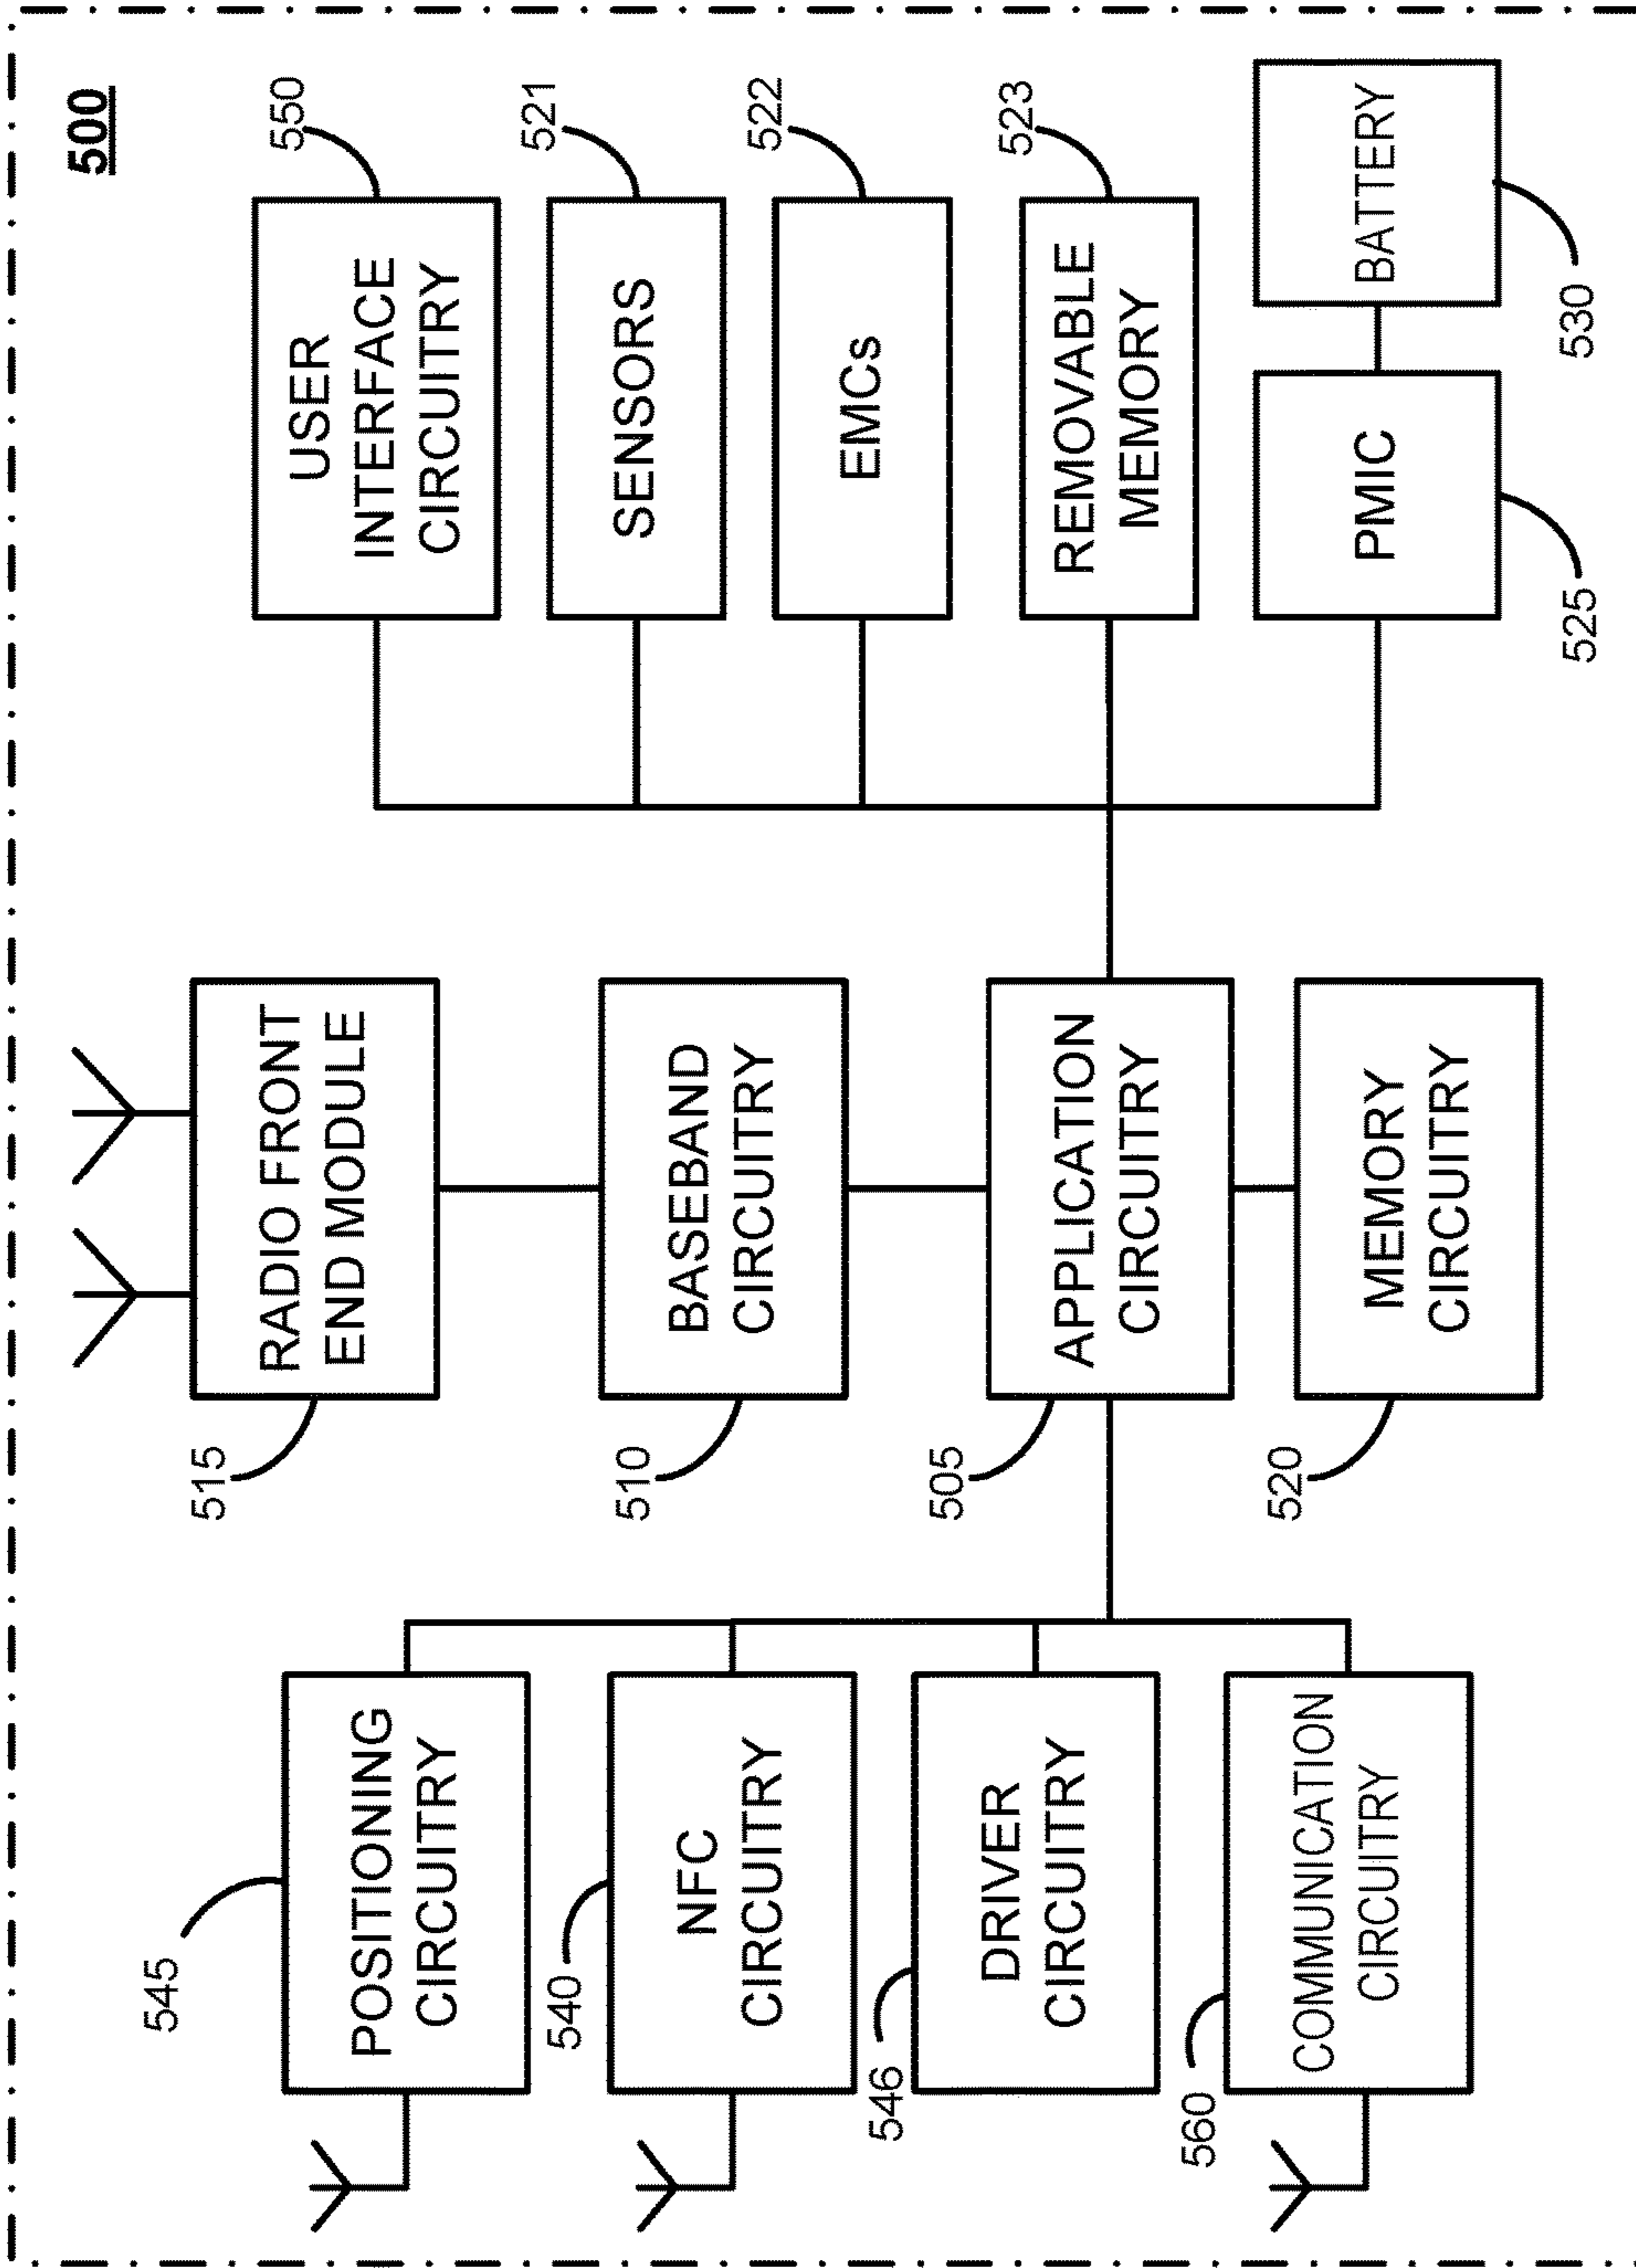 500
545
POSITIONING
CIRCUITRY
540
NFC
CIRCUITRY
546
DRIVER
CIRCUITRY
560
COMMUNICATION
CIRCUITRY
515
RADIO FRONT
END MODULE
510
BASEBAND
CIRCUITRY
505
APPLICATION
CIRCUITRY
520
MEMORY
CIRCUITRY
550
USER
INTERFACE
CIRCUITRY
521
SENSORS
522
EMCs
523
REMOVABLE
MEMORY
525
PMIC
530
BATTERY